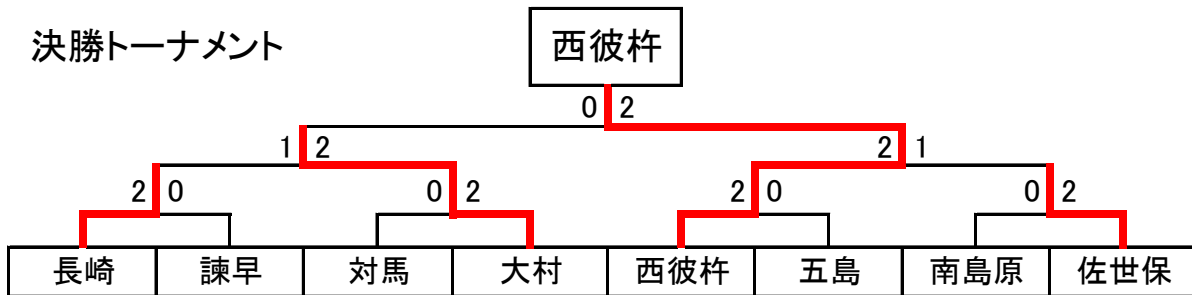 決勝トーナメント
西彼杵
0 2
1 2 2 1
2 0 0 2 2 0 0 2
長崎 諫早 対馬 大村 西彼杵 五島 南島原 佐世保